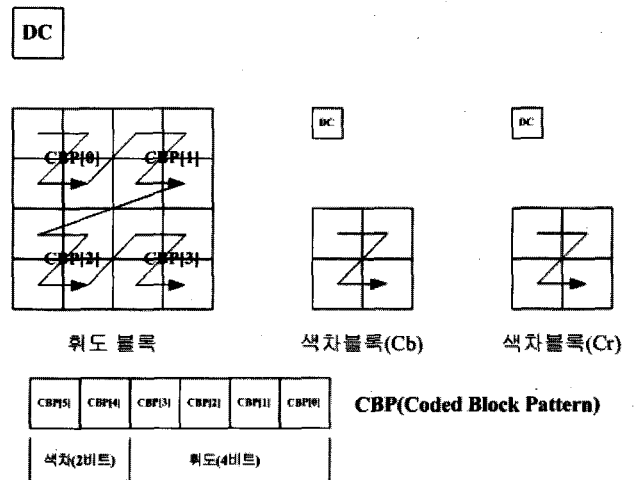 DC
CBP[0]
CBP[1]
DC
DC
CBP[2]
CBP[3]
휘도 블록
색차블록(Cb)
색차블록(Cr)
CBP[5] CBP[4] CBP[3] CBP[2] CBP[1] CBP[0]
CBP(Coded Block Pattern)
색차(2비트)
휘도(4비트)